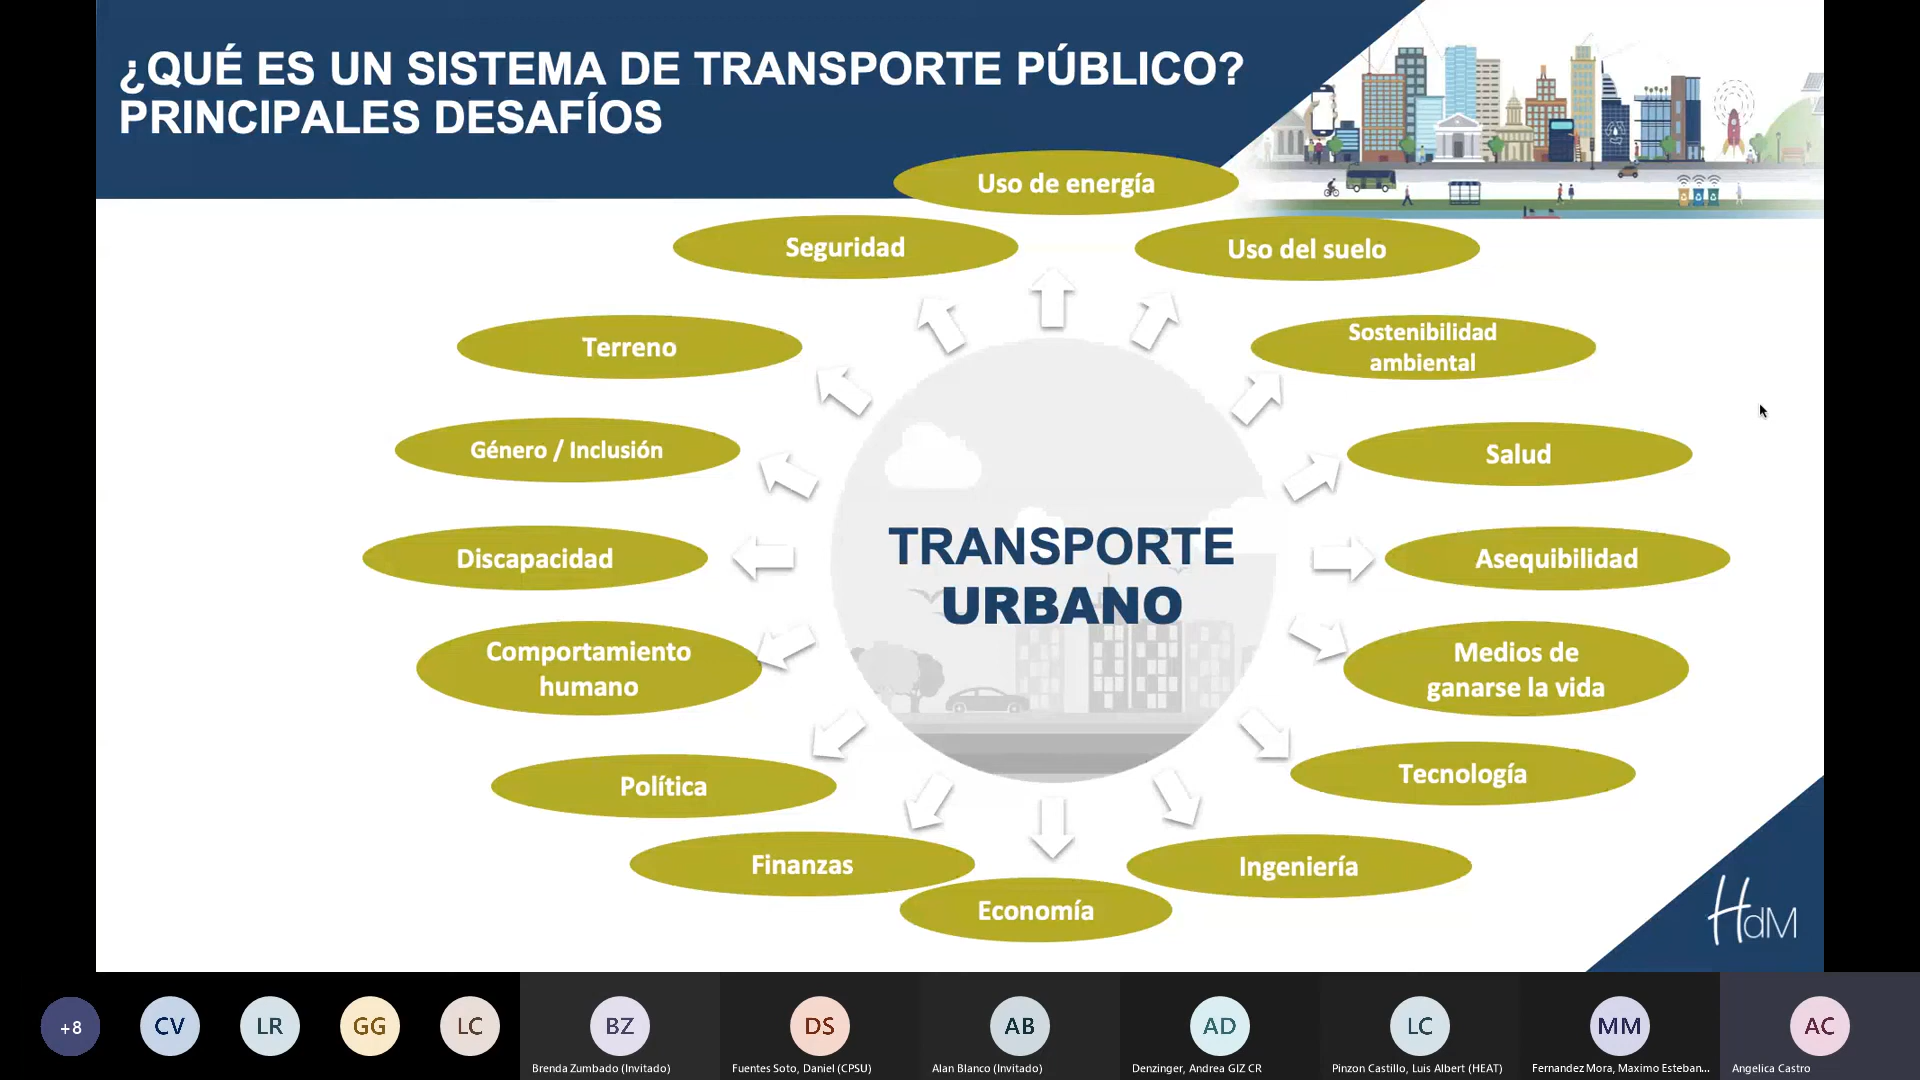 ¿QUÉ ES UN SISTEMA DE TRANSPORTE PÚBLICO?
PRINCIPALES DESAFÍOS
Uso de energía
Seguridad
Uso del suelo
Terreno
Sostenibilidad
ambiental
Género / Inclusión
Salud
Discapacidad
TRANSPORTE
URBANO
Asequibilidad
Comportamiento
humano
Medios de
ganarse la vida
Política
Tecnología
Finanzas
Ingeniería
Economía
HdM
+8
CV
LR
GG
LC
BZ
DS
AB
AD
LC
MM
AC
Brenda Zumbado (Invitado)
Fuentes Soto, Daniel (CPSU)
Alan Blanco (Invitado)
Denzinger, Andrea GIZ CR
Pinzon Castillo, Luis Albert (HEAT)
Fernandez Mora, Maximo Esteban...
Angelica Castro